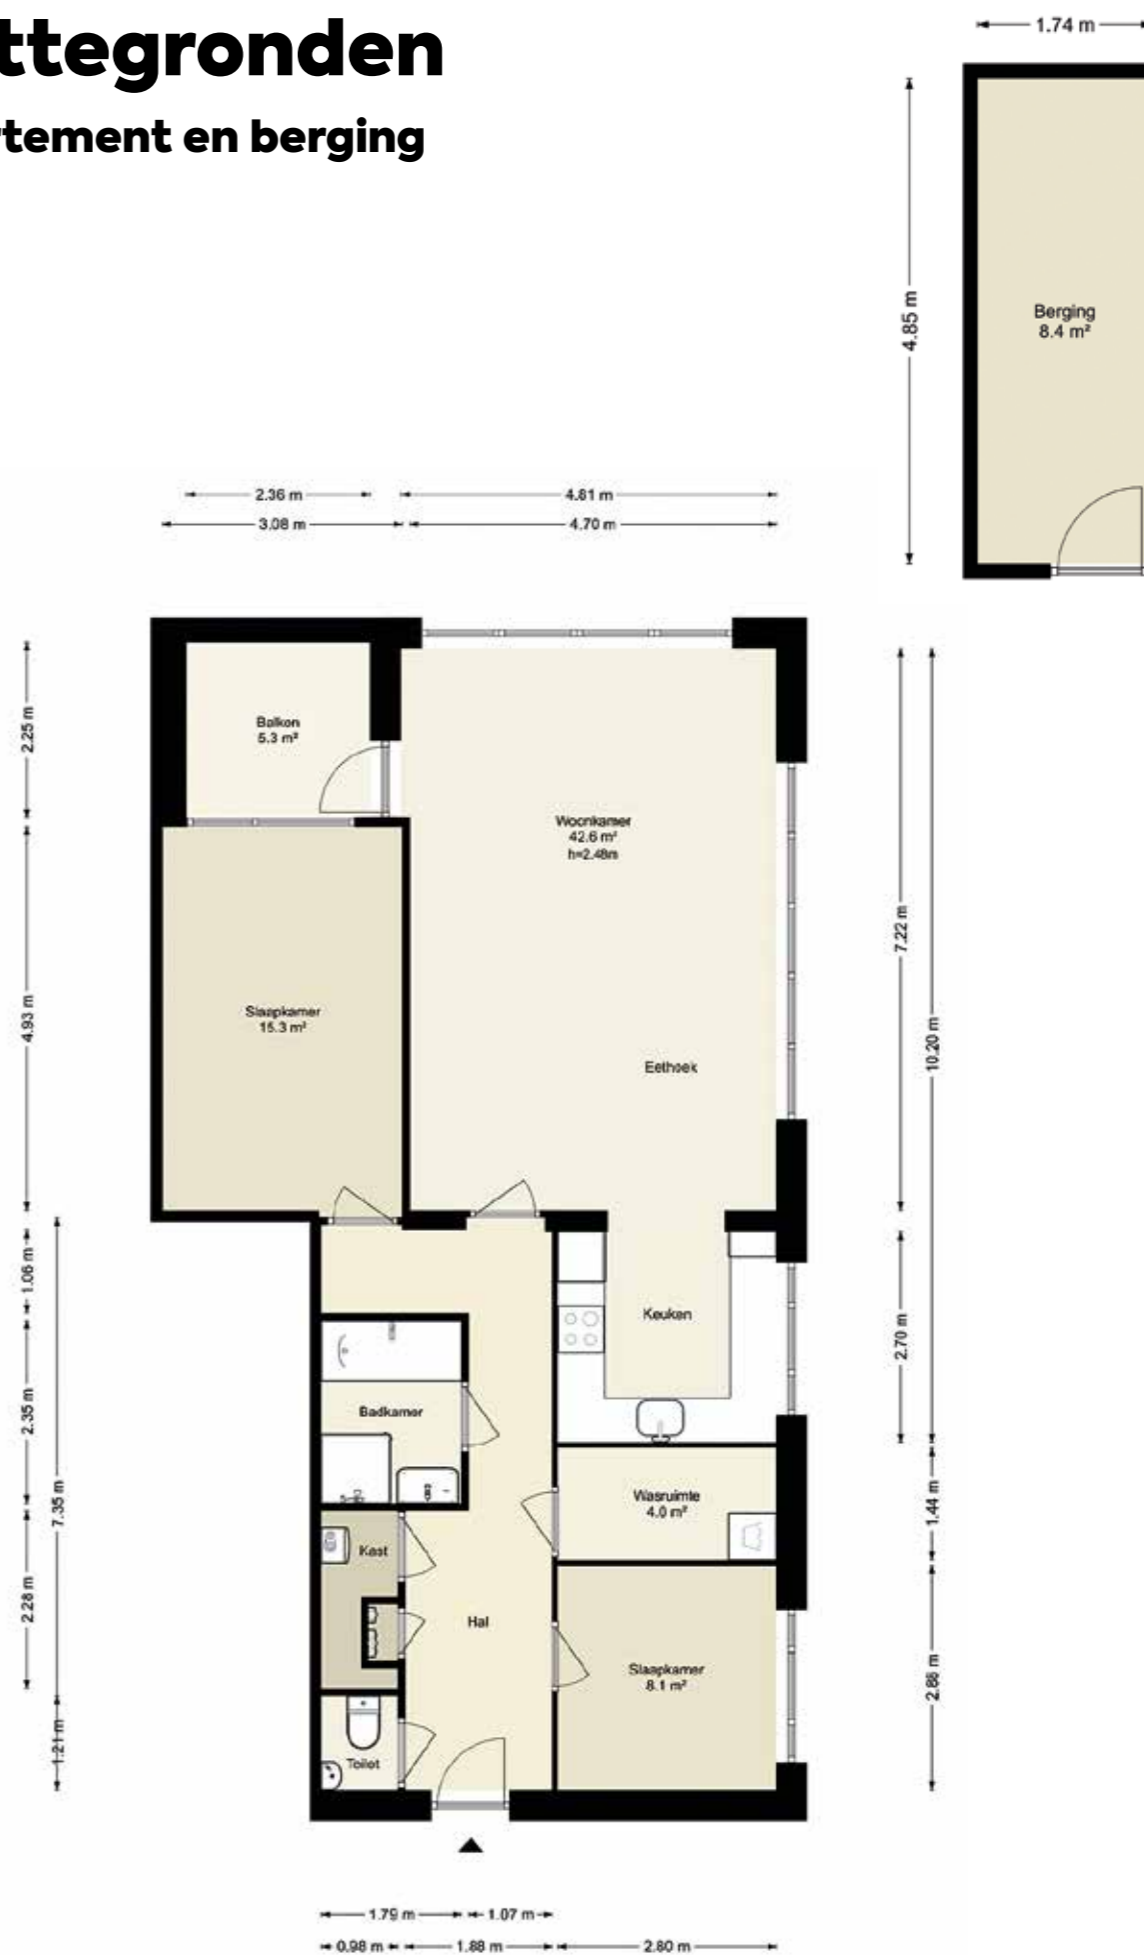 ttegronden
rtement en berging
1.74 m
4.85 m
Berging
8.4 m²
2.36 m
4.81 m
3.08 m
4.70 m
2.25 m
Balkon
5.3 m²
Woonkamer
42.6 m²
h=2.48m
7.22 m
10.20 m
4.93 m
Slaapkamer
15.3 m²
Eethoek
1.06 m
Keuken
2.70 m
2.35 m
Badkamer
7.35 m
Wasruimte
4.0 m²
1.44 m
Kast
2.28 m
Hal
Slaapkamer
8.1 m²
2.88 m
1.21 m
Toilet
1.79 m
1.07 m
0.98 m
1.88 m
2.80 m